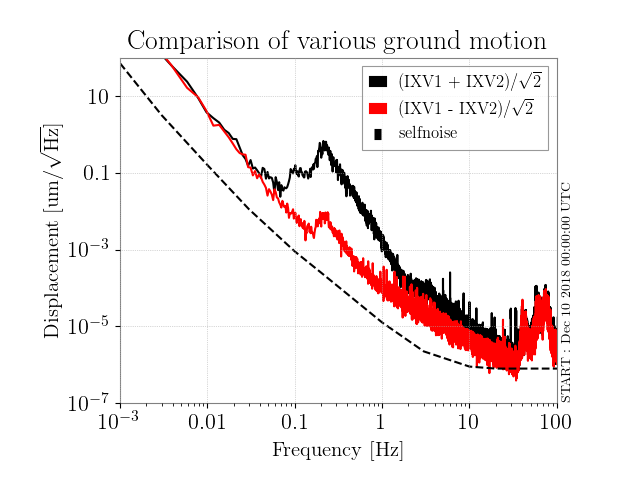 Comparison of various ground motion
(IXV1 + IXV2)/√2
(IXV1 - IXV2)/√2
selfnoise
Displacement [um/√Hz]
10
0.1
10⁻³
10⁻⁵
10⁻⁷
10⁻³ 0.01 0.1 1 10 100
Frequency [Hz]
START : Dec 10 2018 00:00:00 UTC